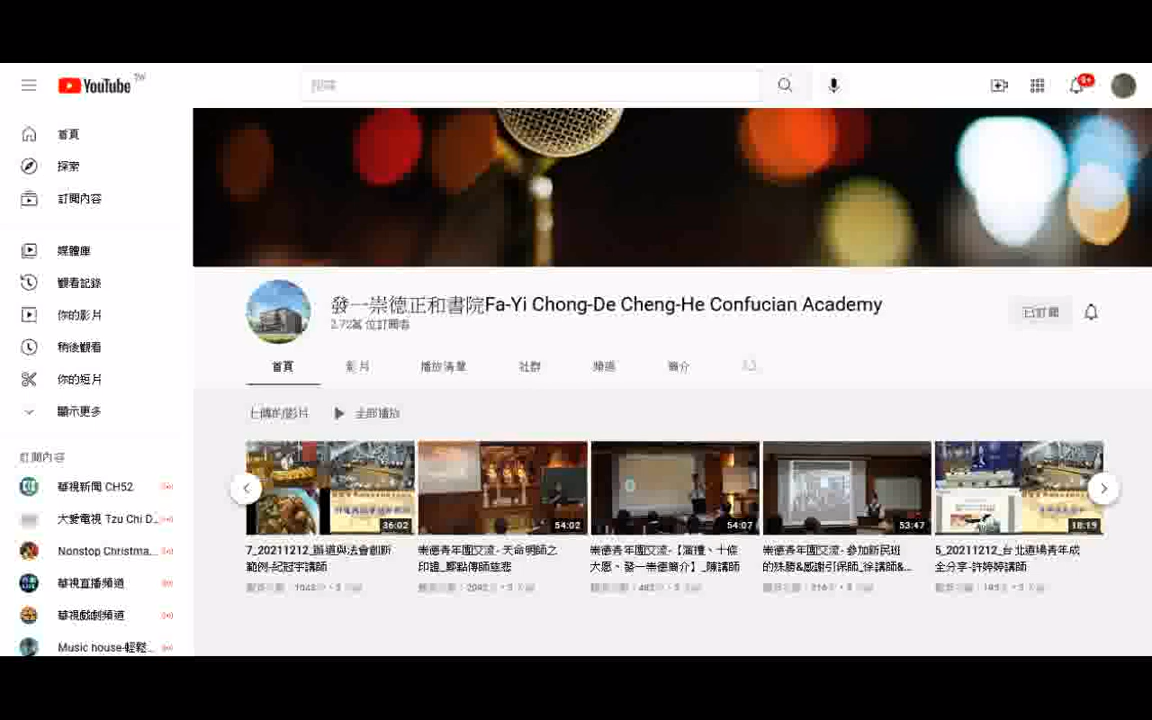 YouTube TW
搜尋
9+
首頁
探索
訂閱內容
媒體庫
觀看記錄
你的影片
稍後觀看
你的短片
顯示更多
訂閱內容
華視新聞 CH52
大愛電視 Tzu Chi D...
Nonstop Christma...
華視直播頻道
華視戲劇頻道
Music house-輕鬆...
發一崇德正和書院Fa-Yi Chong-De Cheng-He Confucian Academy
2.72萬 位訂閱者
已訂閱
首頁 影片 播放清單 社群 頻道 簡介
上傳的影片 全部播放
36:02
7_20211212_辦道與法會創新
範例-紀冠宇講師
54:02
崇德青年團交流- 天命明師之
印證_鄭點傳師慈悲
54:07
崇德青年團交流-【演禮、十條
大愿、發一崇德簡介】_陳講師
53:47
崇德青年團交流- 參加新民班
的殊勝&感謝引保師_徐講師&...
18:19
5_20211212_台北道場青年成
全分享-許婷婷講師